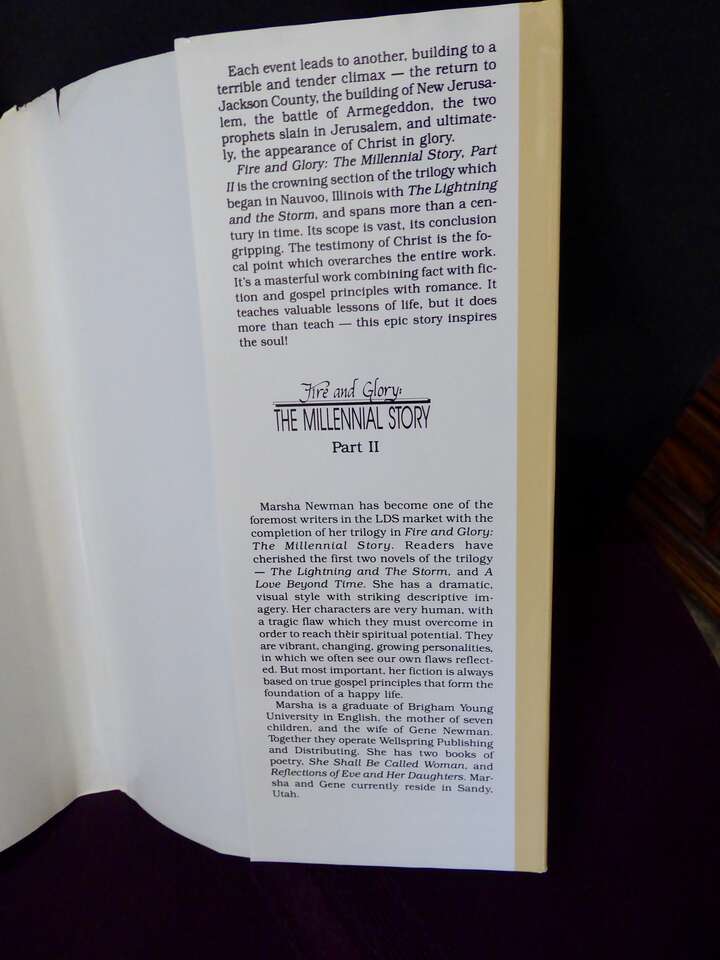 Each event leads to another, building to a
terrible and tender climax — the return to
Jackson County, the building of New Jerusa-
lem, the battle of Armegeddon, the two
prophets slain in Jerusalem, and ultimate-
ly, the appearance of Christ in glory.
Fire and Glory: The Millennial Story, Part
II is the crowning section of the trilogy which
began in Nauvoo, Illinois with The Lightning
and the Storm, and spans more than a cen-
tury in time. Its scope is vast, its conclusion
gripping. The testimony of Christ is the fo-
cal point which overarches the entire work.
It's a masterful work combining fact with fic-
tion and gospel principles with romance. It
teaches valuable lessons of life, but it does
more than teach — this epic story inspires
the soul!
Fire and Glory:
THE MILLENNIAL STORY
Part II
Marsha Newman has become one of the
foremost writers in the LDS market with the
completion of her trilogy in Fire and Glory:
The Millennial Story. Readers have
cherished the first two novels of the trilogy
— The Lightning and The Storm, and A
Love Beyond Time. She has a dramatic,
visual style with striking descriptive im-
agery. Her characters are very human, with
a tragic flaw which they must overcome in
order to reach their spiritual potential. They
are vibrant, changing, growing personalities,
in which we often see our own flaws reflect-
ed. But most important, her fiction is always
based on true gospel principles that form the
foundation of a happy life.
Marsha is a graduate of Brigham Young
University in English, the mother of seven
children, and the wife of Gene Newman.
Together they operate Wellspring Publishing
and Distributing. She has two books of
poetry, She Shall Be Called Woman, and
Reflections of Eve and Her Daughters. Mar-
sha and Gene currently reside in Sandy,
Utah.